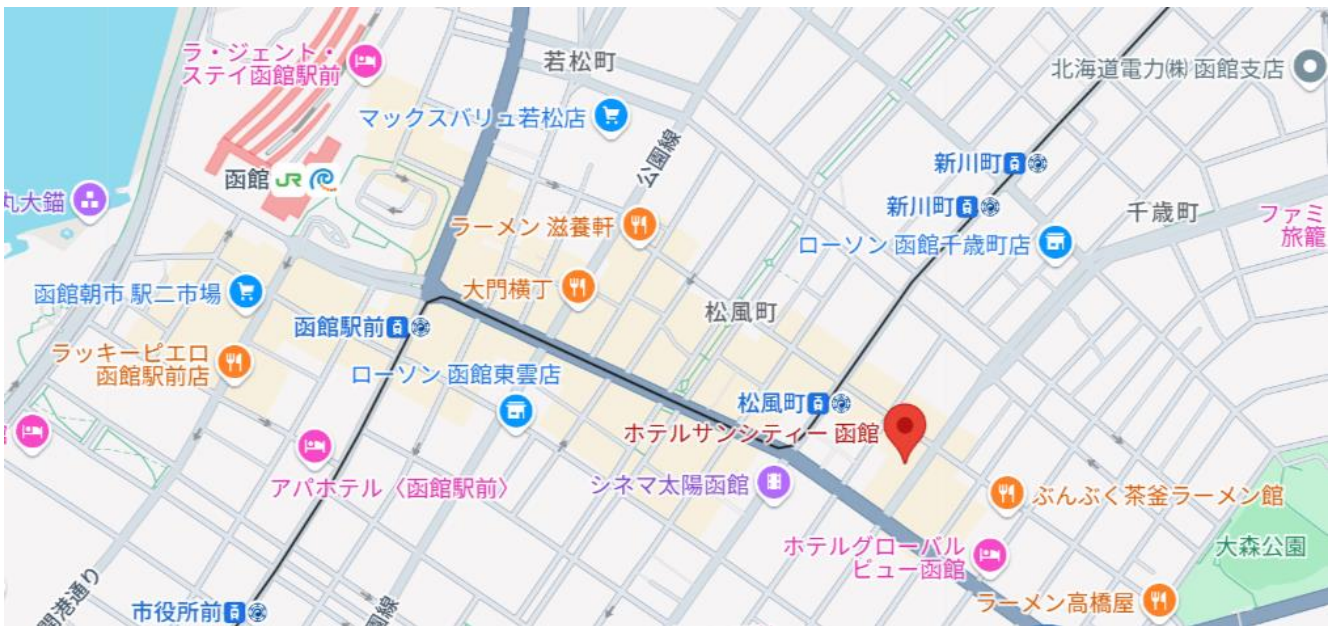 ラ・ジェント・
ステイ函館駅前
若松町
北海道電力㈱ 函館支店
マックスバリュ若松店
公園線
函館 JR
新川町
丸大錨
新川町
千歳町
ファミ
旅籠
ラーメン 滋養軒
ローソン 函館千歳町店
函館朝市 駅二市場
大門横丁
松風町
函館駅前
ラッキーピエロ
函館駅前店
ローソン 函館東雲店
松風町
ホテルサンシティー 函館
アパホテル〈函館駅前〉
シネマ太陽函館
ぶんぶく茶釜ラーメン館
ホテルグローバル
ビュー函館
大森公園
開港通り
市役所前
ラーメン高橋屋